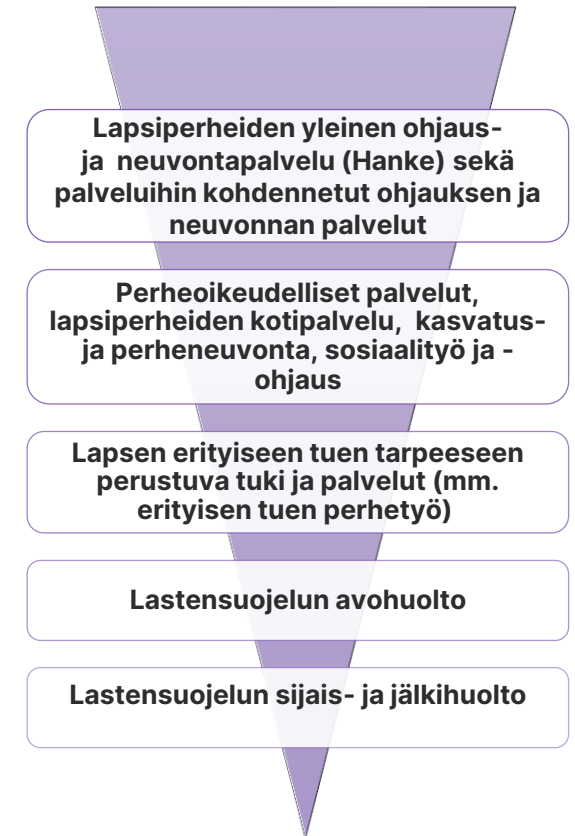 Lapsiperheiden yleinen ohjaus-
ja  neuvontapalvelu (Hanke) sekä
palveluihin kohdennetut ohjauksen ja
neuvonnan palvelut
Perheoikeudelliset palvelut,
lapsiperheiden kotipalvelu,  kasvatus-
ja perheneuvonta, sosiaalityö ja -
ohjaus
Lapsen erityiseen tuen tarpeeseen
perustuva tuki ja palvelut (mm.
erityisen tuen perhetyö)
Lastensuojelun avohuolto
Lastensuojelun sijais- ja jälkihuolto